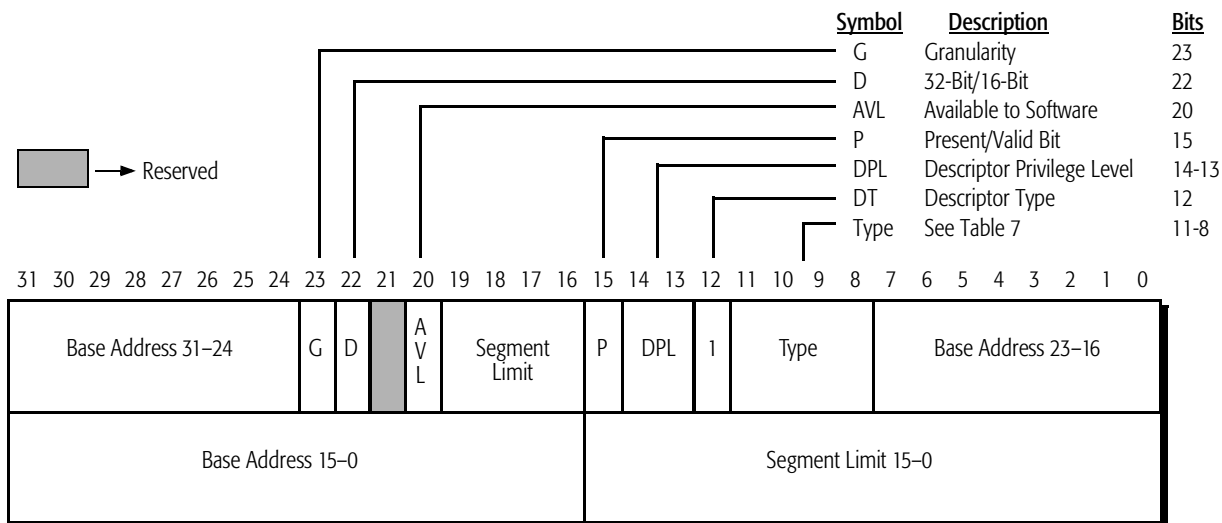 Symbol Description Bits
G Granularity 23
D 32-Bit/16-Bit 22
AVL Available to Software 20
P Present/Valid Bit 15
DPL Descriptor Privilege Level 14-13
DT Descriptor Type 12
Type See Table 7 11-8
Reserved
31 30 29 28 27 26 25 24 23 22 21 20 19 18 17 16 15 14 13 12 11 10 9 8 7 6 5 4 3 2 1 0
Base Address 31–24
G
D
A
V
L
Segment
Limit
P
DPL
1
Type
Base Address 23–16
Base Address 15–0
Segment Limit 15–0